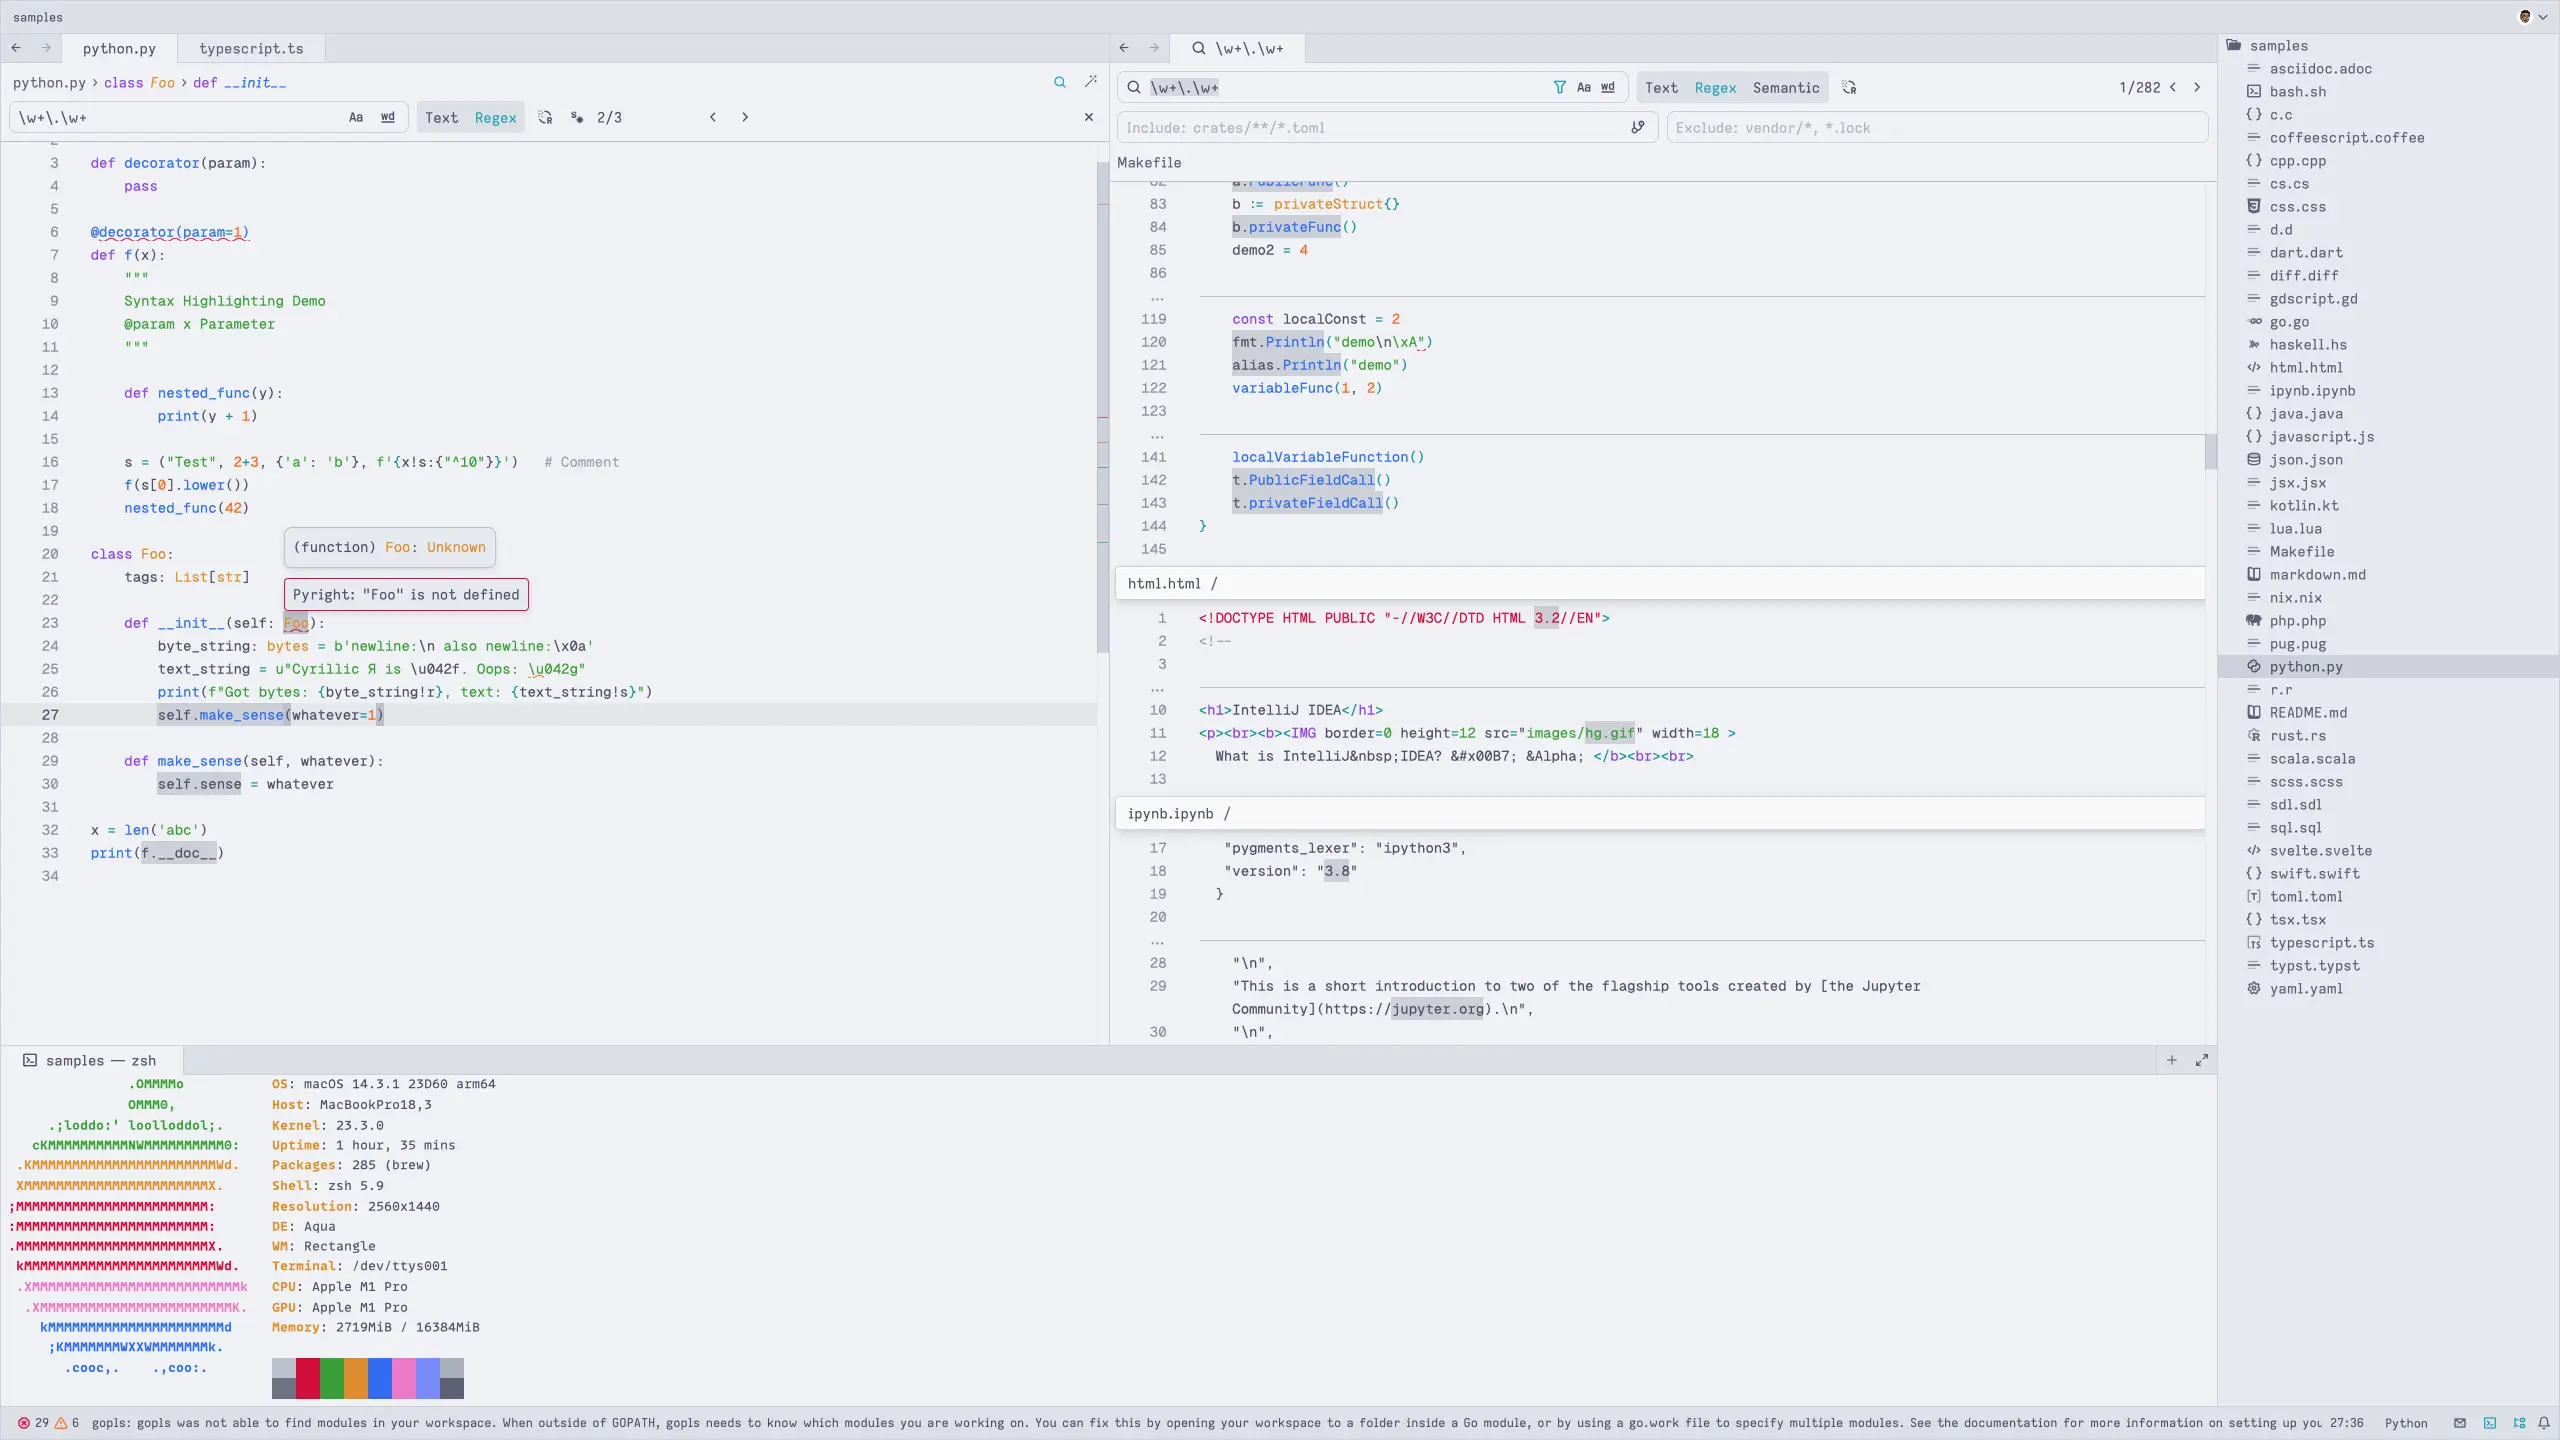 samples
python.py
typescript.ts
python.py › class Foo › def __init__
\w+\.\w+
Aa
wd
Text
Regex
2/3
3 def decorator(param):
4 pass
5
6 @decorator(param=1)
7 def f(x):
8 """
9 Syntax Highlighting Demo
10 @param x Parameter
11 """
12
13 def nested_func(y):
14 print(y + 1)
15
16 s = ("Test", 2+3, {'a': 'b'}, f'{x!s:{"^10"}}') # Comment
17 f(s[0].lower())
18 nested_func(42)
19
(function) Foo: Unknown
20 class Foo:
21 tags: List[str]
Pyright: "Foo" is not defined
22
23 def __init__(self: Foo):
24 byte_string: bytes = b'newline:\n also newline:\x0a'
25 text_string = u"Cyrillic Я is \u042f. Oops: \u042g"
26 print(f"Got bytes: {byte_string!r}, text: {text_string!s}")
27 self.make_sense(whatever=1)
28
29 def make_sense(self, whatever):
30 self.sense = whatever
31
32 x = len('abc')
33 print(f.__doc__)
34
\w+\.\w+
\w+\.\w+
Aa
wd
Text
Regex
Semantic
1/282
Include: crates/**/*.toml
Exclude: vendor/*, *.lock
Makefile
82 a.PublicFunc()
83 b := privateStruct{}
84 b.privateFunc()
85 demo2 = 4
86
…
119 const localConst = 2
120 fmt.Println("demo\n\xA")
121 alias.Println("demo")
122 variableFunc(1, 2)
123
…
141 localVariableFunction()
142 t.PublicFieldCall()
143 t.privateFieldCall()
144 }
145
html.html /
1 <!DOCTYPE HTML PUBLIC "-//W3C//DTD HTML 3.2//EN">
2 <!--
3
…
10 <h1>IntelliJ IDEA</h1>
11 <p><br><b><IMG border=0 height=12 src="images/hg.gif" width=18 >
12 What is IntelliJ&nbsp;IDEA? &#x00B7; &Alpha; </b><br><br>
13
ipynb.ipynb /
17 "pygments_lexer": "ipython3",
18 "version": "3.8"
19 }
20
…
28 "\n",
29 "This is a short introduction to two of the flagship tools created by [the Jupyter
Community](https://jupyter.org).\n",
30 "\n",
samples
asciidoc.adoc
bash.sh
c.c
coffeescript.coffee
cpp.cpp
cs.cs
css.css
d.d
dart.dart
diff.diff
gdscript.gd
go.go
haskell.hs
html.html
ipynb.ipynb
java.java
javascript.js
json.json
jsx.jsx
kotlin.kt
lua.lua
Makefile
markdown.md
nix.nix
php.php
pug.pug
python.py
r.r
README.md
rust.rs
scala.scala
scss.scss
sdl.sdl
sql.sql
svelte.svelte
swift.swift
toml.toml
tsx.tsx
typescript.ts
typst.typst
yaml.yaml
samples — zsh
.OMMMMo OS: macOS 14.3.1 23D60 arm64
OMMM0, Host: MacBookPro18,3
.;loddo:' loolloddol;. Kernel: 23.3.0
cKMMMMMMMMMMNWMMMMMMMMMM0: Uptime: 1 hour, 35 mins
.KMMMMMMMMMMMMMMMMMMMMMMMWd. Packages: 285 (brew)
XMMMMMMMMMMMMMMMMMMMMMMMX. Shell: zsh 5.9
;MMMMMMMMMMMMMMMMMMMMMMMM: Resolution: 2560x1440
:MMMMMMMMMMMMMMMMMMMMMMMM: DE: Aqua
.MMMMMMMMMMMMMMMMMMMMMMMMX. WM: Rectangle
kMMMMMMMMMMMMMMMMMMMMMMMMWd. Terminal: /dev/ttys001
.XMMMMMMMMMMMMMMMMMMMMMMMMMMk CPU: Apple M1 Pro
.XMMMMMMMMMMMMMMMMMMMMMMMMK. GPU: Apple M1 Pro
kMMMMMMMMMMMMMMMMMMMMMMd Memory: 2719MiB / 16384MiB
;KMMMMMMMWXXWMMMMMMMk.
.cooc,. .,coo:.
29 6 gopls: gopls was not able to find modules in your workspace. When outside of GOPATH, gopls needs to know which modules you are working on. You can fix this by opening your workspace to a folder inside a Go module, or by using a go.work file to specify multiple modules. See the documentation for more information on setting up you 27:36 Python